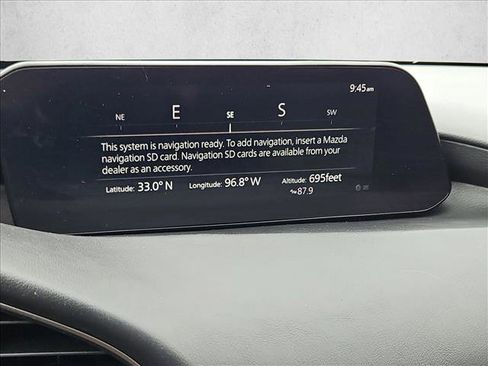 9:45am
NE E SE S SW
This system is navigation ready. To add navigation, insert a Mazda
navigation SD card. Navigation SD cards are available from your
dealer as an accessory.
Latitude: 33.0° N Longitude: 96.8° W Altitude: 695feet
87.9